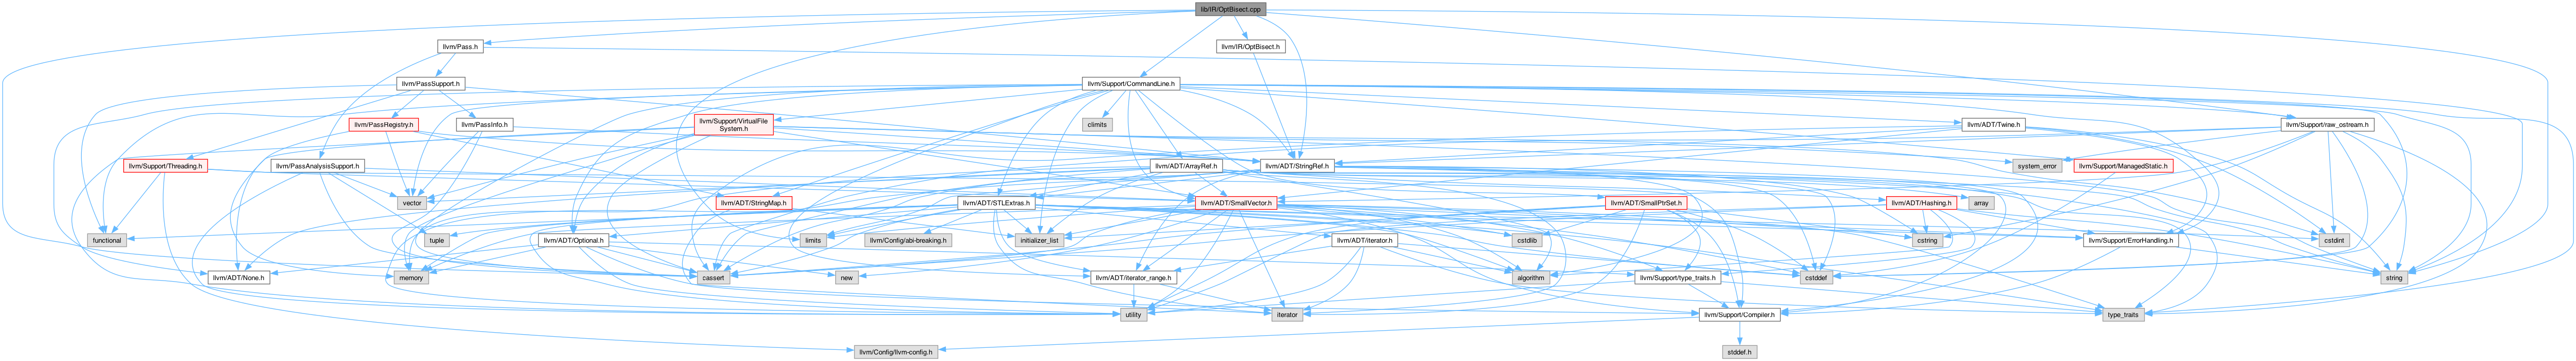 lib/IR/OptBisect.cpp
llvm/Pass.h
llvm/IR/OptBisect.h
llvm/PassSupport.h
llvm/Support/CommandLine.h
llvm/PassRegistry.h
llvm/PassInfo.h
llvm/Support/VirtualFile
System.h
climits
llvm/ADT/Twine.h
llvm/Support/raw_ostream.h
llvm/Support/Threading.h
llvm/PassAnalysisSupport.h
llvm/ADT/ArrayRef.h
llvm/ADT/StringRef.h
system_error
llvm/Support/ManagedStatic.h
vector
llvm/ADT/StringMap.h
llvm/ADT/STLExtras.h
llvm/ADT/SmallVector.h
llvm/ADT/SmallPtrSet.h
llvm/ADT/Hashing.h
array
functional
tuple
llvm/ADT/Optional.h
limits
llvm/Config/abi-breaking.h
initializer_list
llvm/ADT/iterator.h
cstdlib
cstring
llvm/Support/ErrorHandling.h
cstdint
llvm/ADT/None.h
memory
cassert
new
llvm/ADT/iterator_range.h
algorithm
llvm/Support/type_traits.h
cstddef
string
utility
iterator
llvm/Support/Compiler.h
type_traits
llvm/Config/llvm-config.h
stddef.h